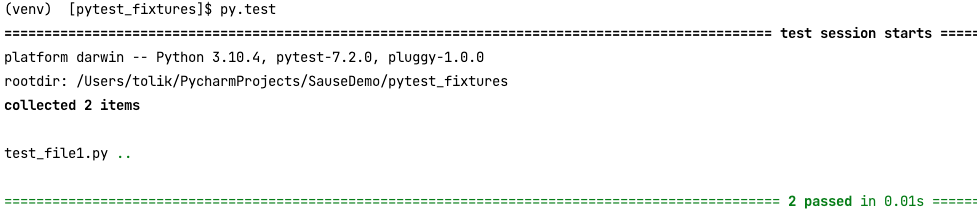 (venv)  [pytest_fixtures]$ py.test
================================================================================================ test session starts =====
platform darwin -- Python 3.10.4, pytest-7.2.0, pluggy-1.0.0
rootdir: /Users/tolik/PycharmProjects/SauseDemo/pytest_fixtures
collected 2 items
test_file1.py ..
================================================================================================= 2 passed in 0.01s ======